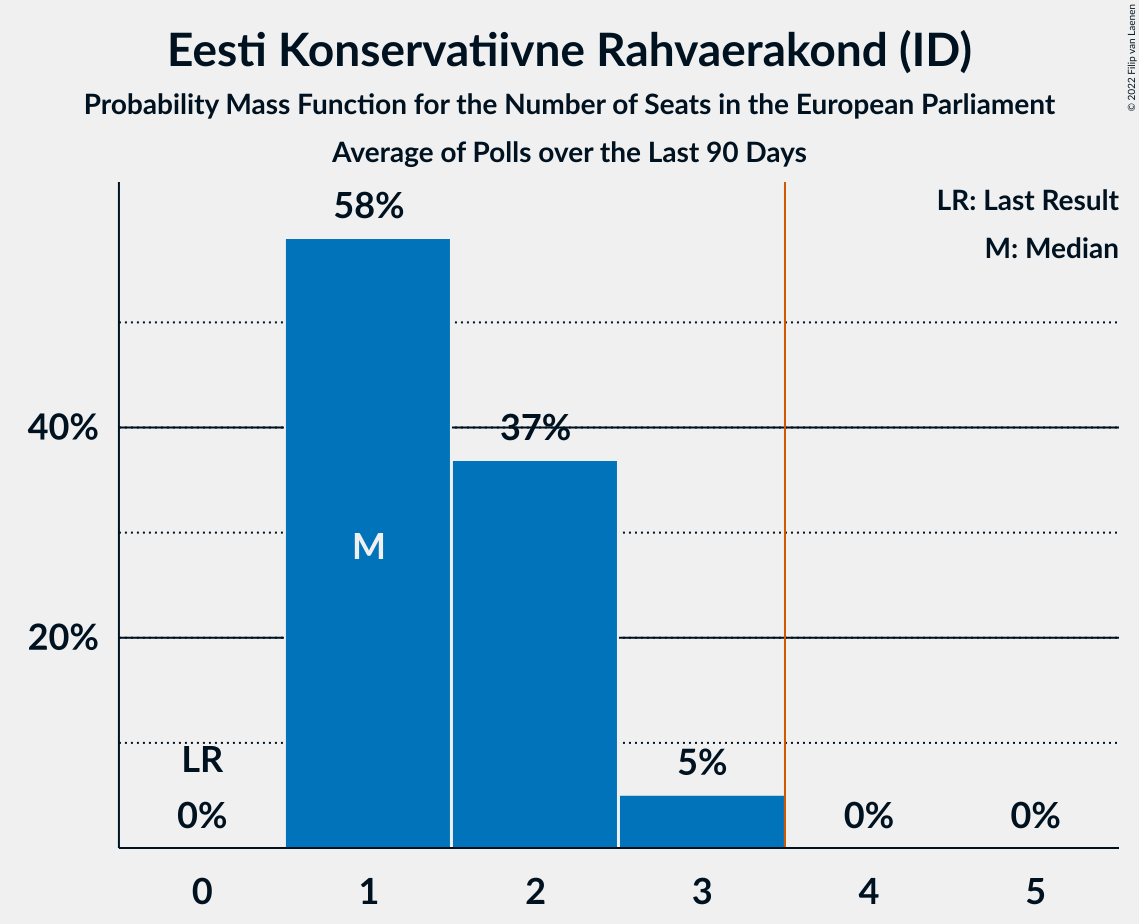 Eesti Konservatiivne Rahvaerakond (ID)
Probability Mass Function for the Number of Seats in the European Parliament
Average of Polls over the Last 90 Days
© 2022 Filip van Laenen
LR: Last Result
M: Median
58%
40%
37%
M
20%
LR
5%
0%
0%
0%
0
1
2
3
4
5